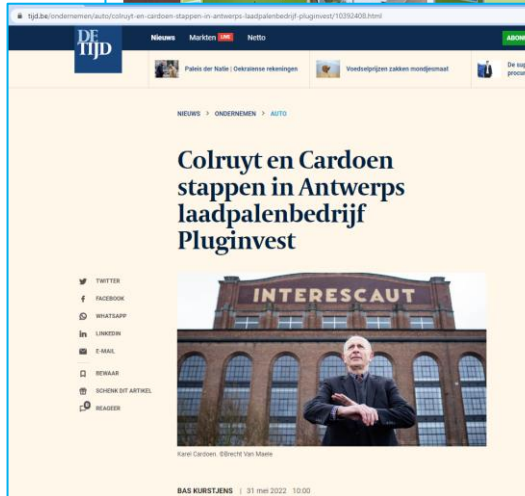 tijd.be/ondernemen/auto/colruyt-en-cardoen-stappen-in-antwerps-laadpalenbedrijf-pluginvest/10392408.html
DE TIJD
Nieuws Markten LIVE Netto
Paleis der Natie | Oekraïense rekeningen
Voedselprijzen zakken mondjesmaat
De
NIEUWS > ONDERNEMEN > AUTO
Colruyt en Cardoen
stappen in Antwerps
laadpalenbedrijf
Pluginvest
INTERESCAUT
TWITTER
FACEBOOK
WHATSAPP
LINKEDIN
E-MAIL
BEWAAR
SCHENK DIT ARTIKEL
REAGEER
Karel Cardoen. ©Brecht Van Maele
BAS KURSTJENS | 31 mei 2022 10:00